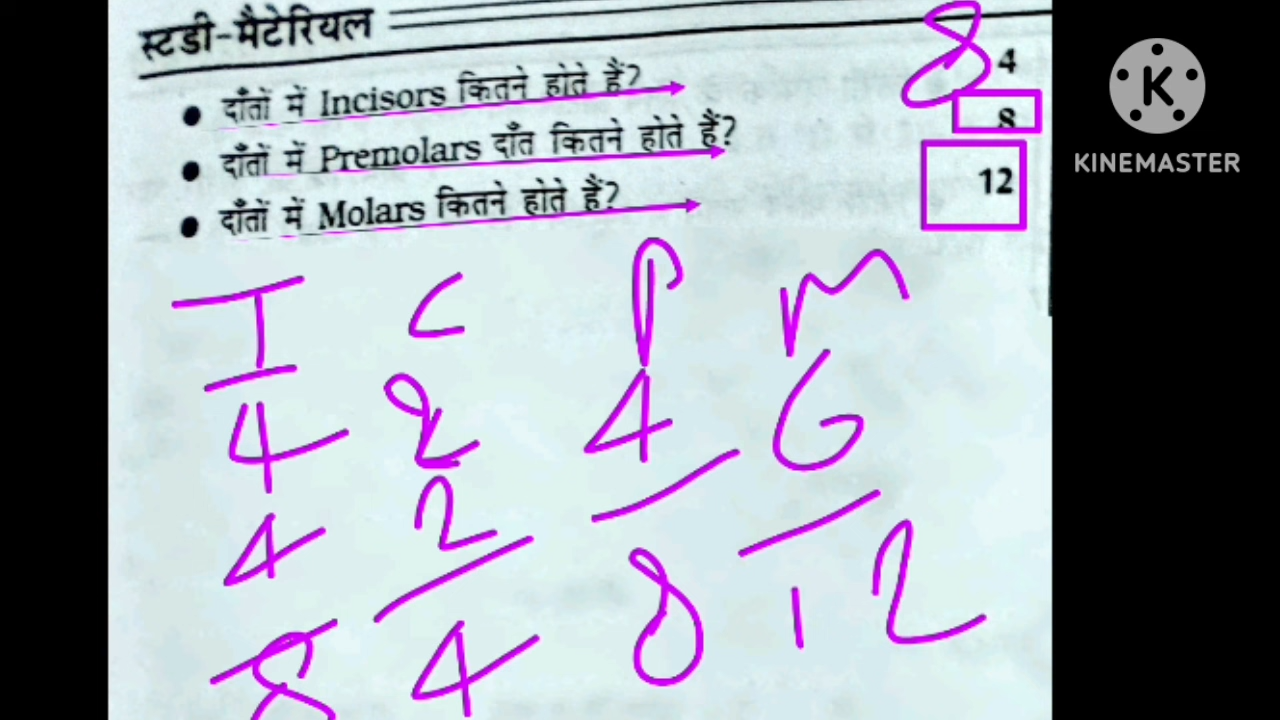 स्टडी-मैटेरियल
• दाँतों में Incisors कितने होते हैं? 8 4
• दाँतों में Premolars दाँत कितने होते हैं? 8
• दाँतों में Molars कितने होते हैं? 12
I C P M
4 2 4 6
4 2
8 4 8 12
K
KINEMASTER